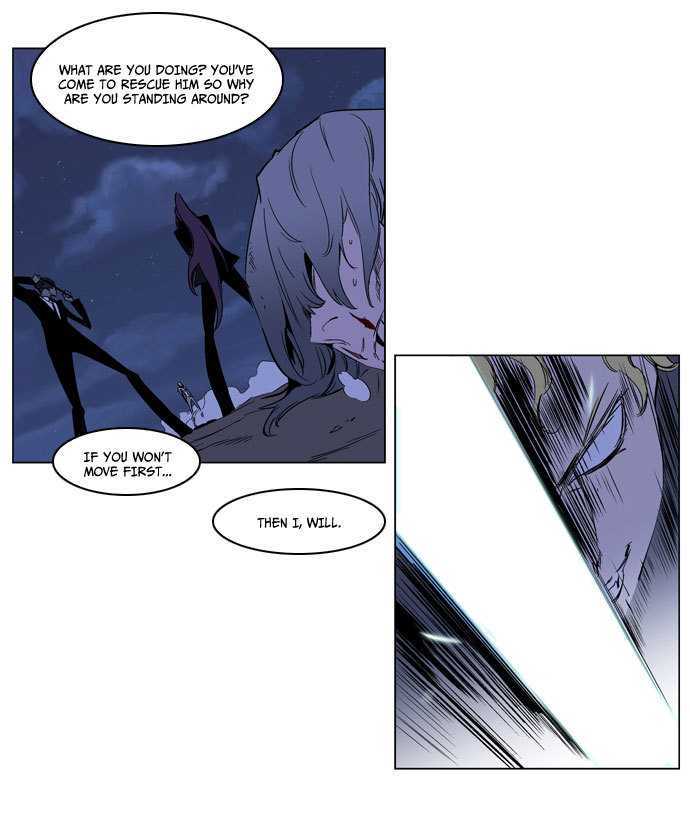 WHAT ARE YOU DOING? YOU'VE
COME TO RESCUE HIM SO WHY
ARE YOU STANDING AROUND?
IF YOU WON'T
MOVE FIRST...
THEN I, WILL.